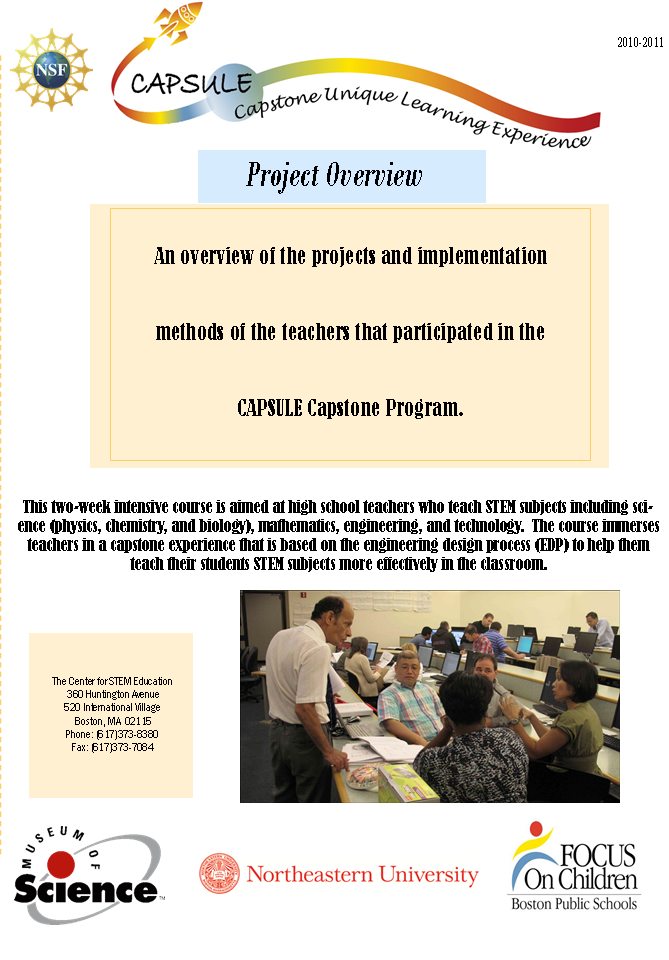 2010-2011
NSF
CAPSULE
Capstone Unique Learning Experience
Project Overview
An overview of the projects and implementation
methods of the teachers that participated in the
CAPSULE Capstone Program.
This two-week intensive course is aimed at high school teachers who teach STEM subjects including sci-
ence (physics, chemistry, and biology), mathematics, engineering, and technology.  The course immerses
teachers in a capstone experience that is based on the engineering design process (EDP) to help them
teach their students STEM subjects more effectively in the classroom.
The Center for STEM Education
360 Huntington Avenue
520 International Village
Boston, MA 02115
Phone: (617)373-8380
Fax: (617)373-7084
MUSEUM OF
Science™
Northeastern University
FOCUS
On Children
Boston Public Schools